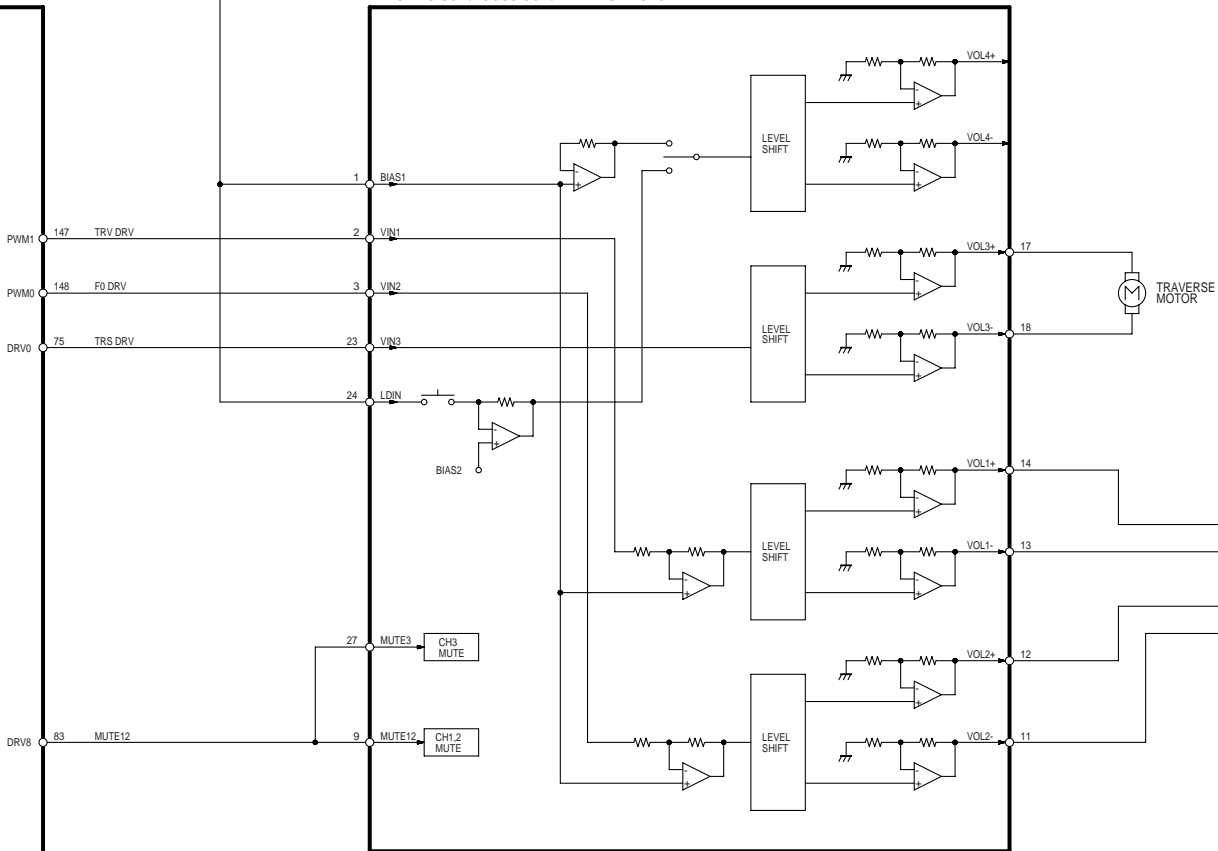 VOL4+
LEVEL
SHIFT
VOL4-
1 BIAS1
PWM1 147 TRV DRV 2 VIN1
VOL3+ 17
PWM0 148 F0 DRV 3 VIN2
TRAVERSE
MOTOR
M
LEVEL
SHIFT
VOL3- 18
DRV0 75 TRS DRV 23 VIN3
24 LDIN
BIAS2
VOL1+ 14
LEVEL
SHIFT
VOL1- 13
27 MUTE3 CH3
MUTE
VOL2+ 12
DRV8 83 MUTE12 9 MUTE12 CH1,2
MUTE
LEVEL
SHIFT
VOL2- 11